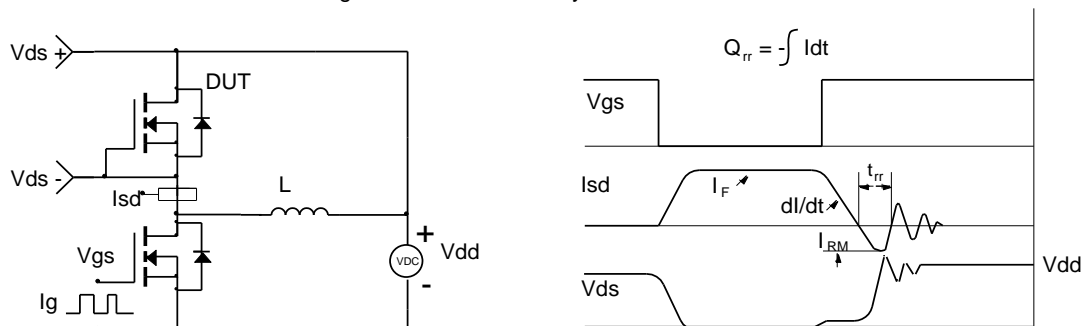 Vds +
DUT
Vds -
Isd
L
Vgs
Ig
+
VDC
-
Vdd
Qrr = -∫ Idt
Vgs
Isd
IF
dI/dt
trr
IRM
Vdd
Vds